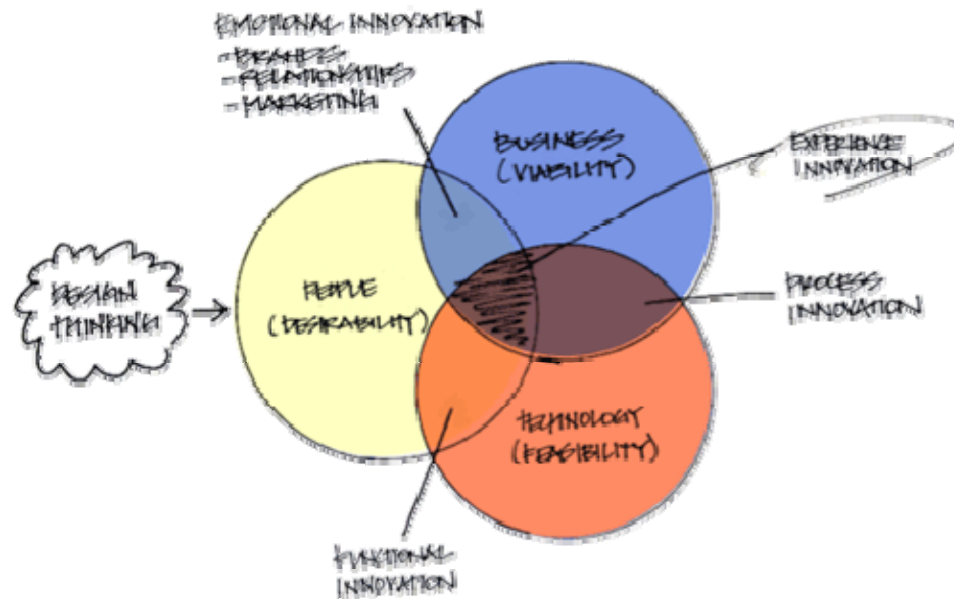 EMOTIONAL INNOVATION
- BRANDS
- RELATIONSHIPS
- MARKETING
BUSINESS
(VIABILITY)
EXPERIENCE
INNOVATION
DESIGN
THINKING
PEOPLE
(DESIRABILITY)
PROCESS
INNOVATION
TECHNOLOGY
(FEASIBILITY)
FUNCTIONAL
INNOVATION